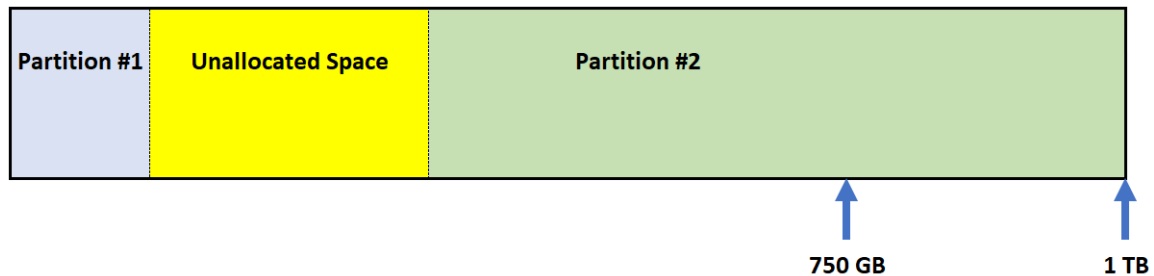 Partition #1
Unallocated Space
Partition #2
750 GB
1 TB